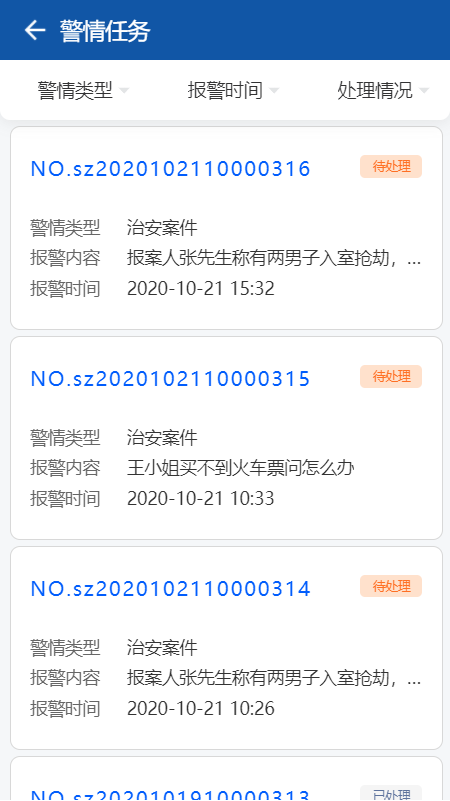 警情任务
警情类型 报警时间 处理情况
NO.sz2020102110000316 待处理
警情类型 治安案件
报警内容 报案人张先生称有两男子入室抢劫，...
报警时间 2020-10-21 15:32
NO.sz2020102110000315 待处理
警情类型 治安案件
报警内容 王小姐买不到火车票问怎么办
报警时间 2020-10-21 10:33
NO.sz2020102110000314 待处理
警情类型 治安案件
报警内容 报案人张先生称有两男子入室抢劫，...
报警时间 2020-10-21 10:26
NO.sz2020101910000313 已处理